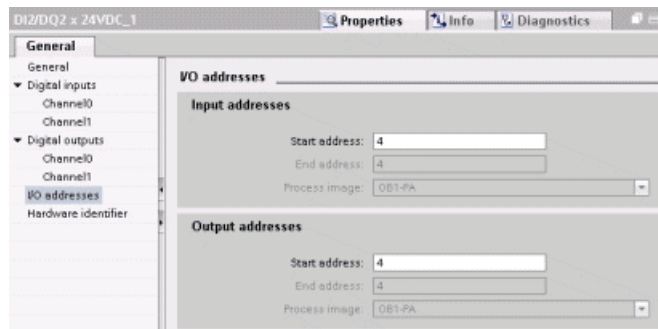 DI2/DQ2 x 24VDC_1
Properties
Info
Diagnostics
General
General
Digital inputs
Channel0
Channel1
Digital outputs
Channel0
Channel1
I/O addresses
Hardware identifier
I/O addresses
Input addresses
Start address: 4
End address: 4
Process image: OB1-PA
Output addresses
Start address: 4
End address: 4
Process image: OB1-PA